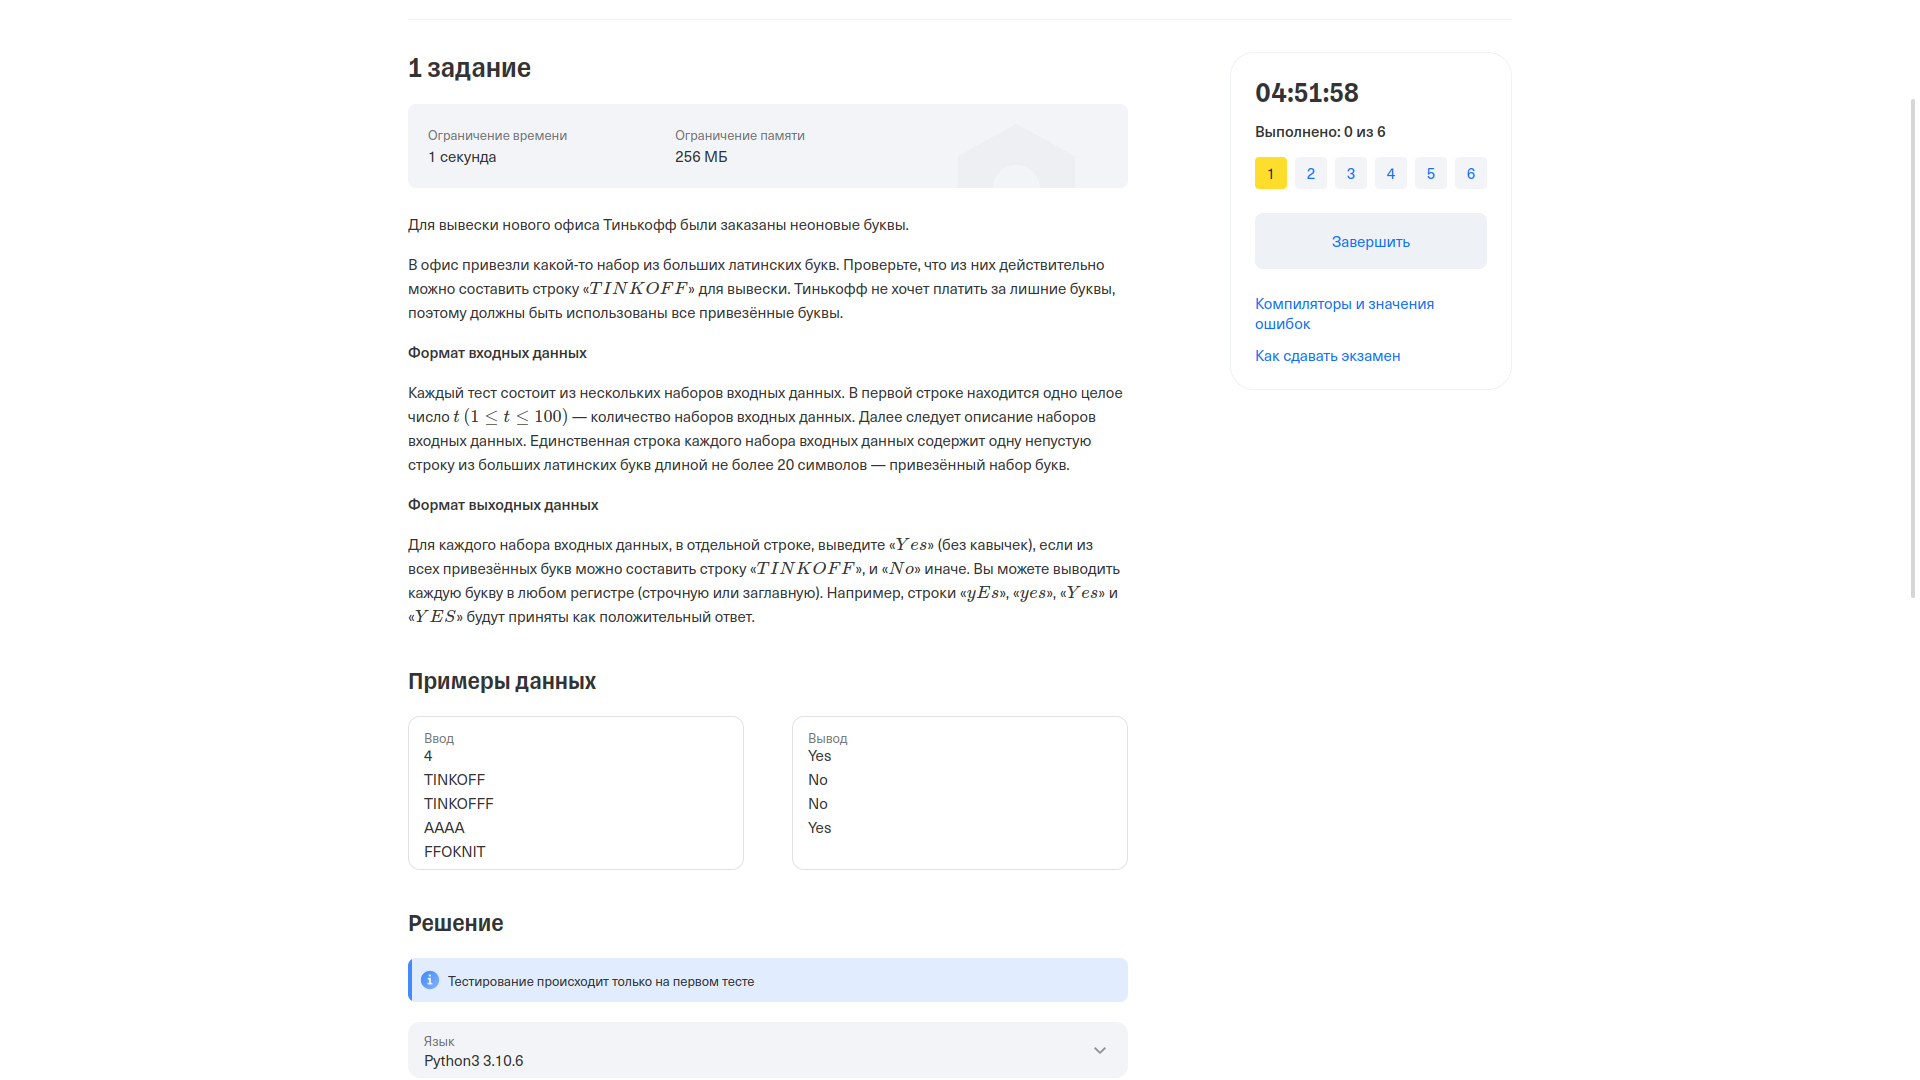 1 задание
Ограничение времени
1 секунда
Ограничение памяти
256 МБ
Для вывески нового офиса Тинькофф были заказаны неоновые буквы.
В офис привезли какой-то набор из больших латинских букв. Проверьте, что из них действительно
можно составить строку «TINKOFF» для вывески. Тинькофф не хочет платить за лишние буквы,
поэтому должны быть использованы все привезённые буквы.
Формат входных данных
Каждый тест состоит из нескольких наборов входных данных. В первой строке находится одно целое
число t (1 ≤ t ≤ 100) — количество наборов входных данных. Далее следует описание наборов
входных данных. Единственная строка каждого набора входных данных содержит одну непустую
строку из больших латинских букв длиной не более 20 символов — привезённый набор букв.
Формат выходных данных
Для каждого набора входных данных, в отдельной строке, выведите «Yes» (без кавычек), если из
всех привезённых букв можно составить строку «TINKOFF», и «No» иначе. Вы можете выводить
каждую букву в любом регистре (строчную или заглавную). Например, строки «yEs», «yes», «Yes» и
«YES» будут приняты как положительный ответ.
Примеры данных
Ввод
4
TINKOFF
TINKOFFF
AAAA
FFOKNIT
Вывод
Yes
No
No
Yes
Решение
Тестирование происходит только на первом тесте
Язык
Python3 3.10.6
04:51:58
Выполнено: 0 из 6
1 2 3 4 5 6
Завершить
Компиляторы и значения
ошибок
Как сдавать экзамен